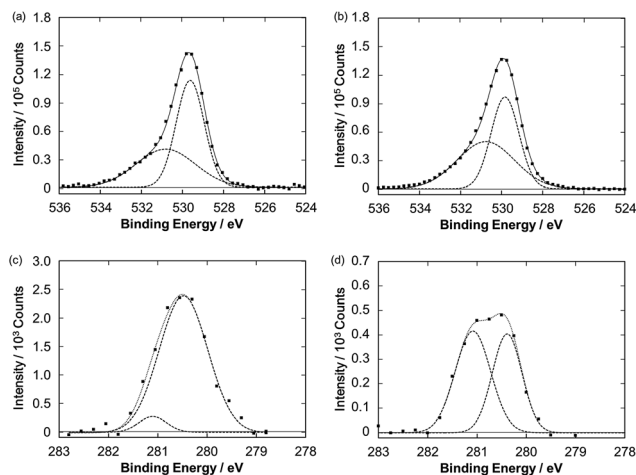 (a)
1.8
1.5
1.2
0.9
0.6
0.3
0
Intensity / 10⁵ Counts
536 534 532 530 528 526 524
Binding Energy / eV
(b)
1.8
1.5
1.2
0.9
0.6
0.3
0
Intensity / 10⁵ Counts
536 534 532 530 528 526 524
Binding Energy / eV
(c)
3.0
2.5
2.0
1.5
1.0
0.5
0
Intensity / 10³ Counts
283 282 281 280 279 278
Binding Energy / eV
(d)
0.7
0.6
0.5
0.4
0.3
0.2
0.1
0
Intensity / 10³ Counts
283 282 281 280 279 278
Binding Energy / eV